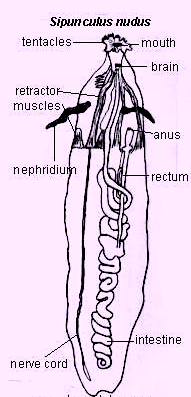 Sipunculus nudus
tentacles
mouth
brain
retractor
muscles
anus
nephridium
rectum
intestine
nerve cord